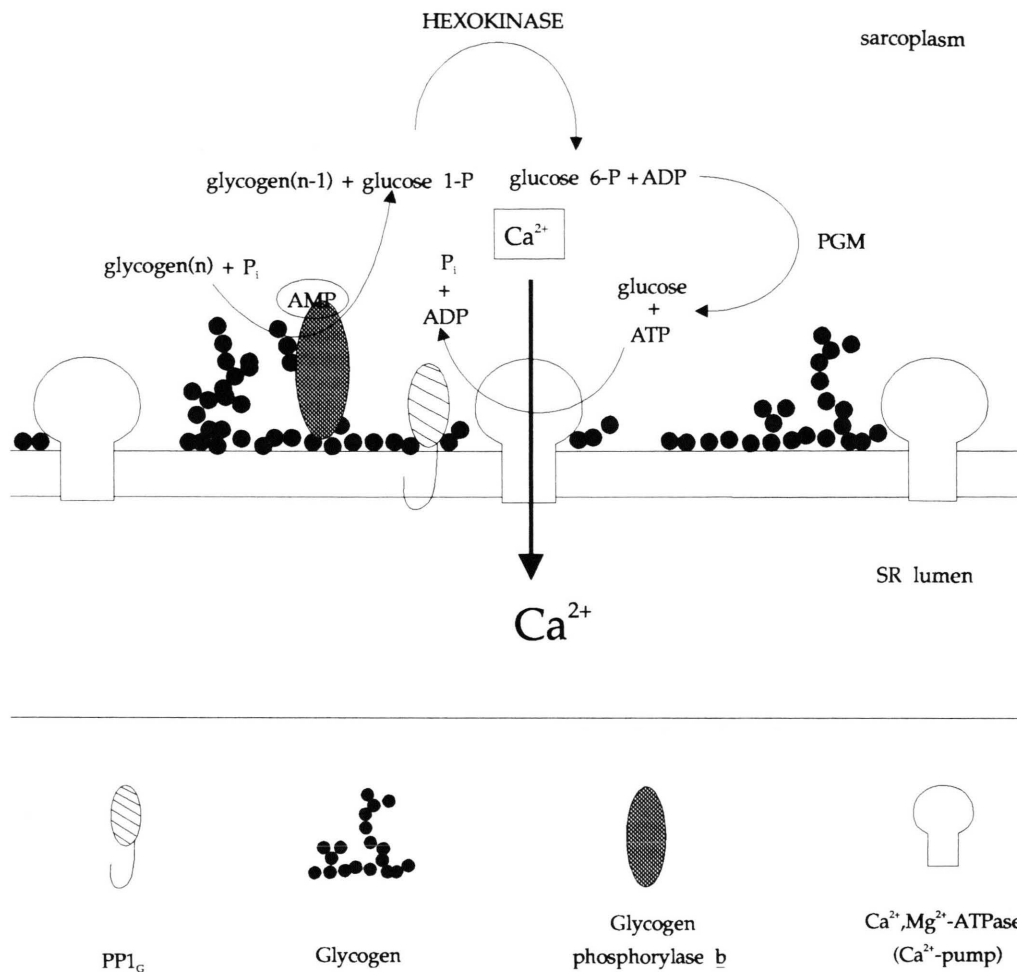 HEXOKINASE
sarcoplasm
glycogen(n-1) + glucose 1-P
glucose 6-P + ADP
Ca²⁺
PGM
glycogen(n) + Pᵢ
AMP
Pᵢ
+
ADP
glucose
+
ATP
SR lumen
Ca²⁺
PP1G
Glycogen
Glycogen
phosphorylase b
Ca²⁺,Mg²⁺-ATPase
(Ca²⁺-pump)